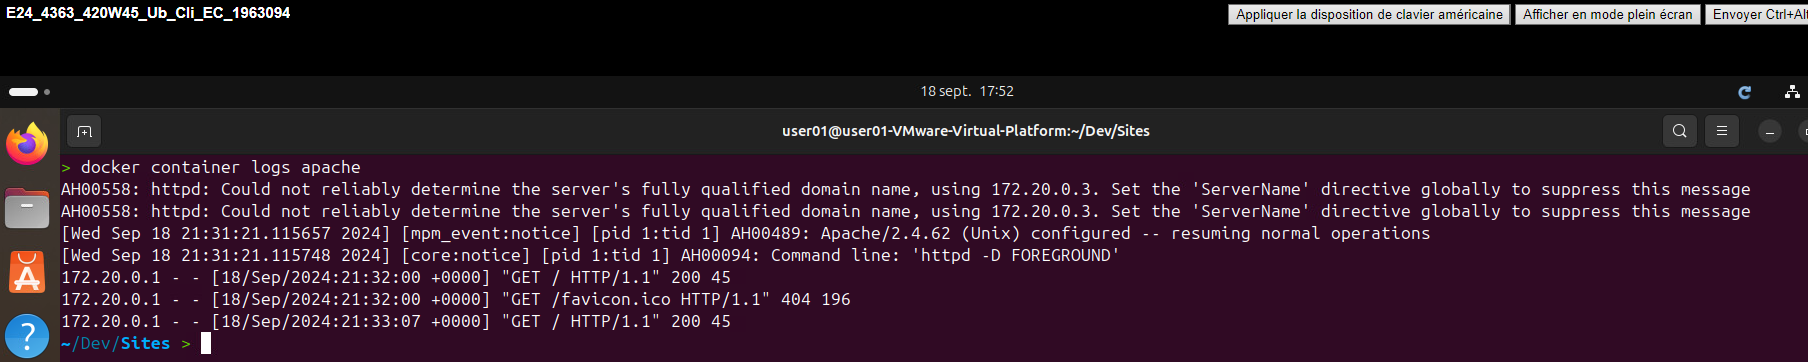 E24_4363_420W45_Ub_Cli_EC_1963094
Appliquer la disposition de clavier américaine Afficher en mode plein écran Envoyer Ctrl+Alt
18 sept. 17:52
user01@user01-VMware-Virtual-Platform:~/Dev/Sites
> docker container logs apache
AH00558: httpd: Could not reliably determine the server's fully qualified domain name, using 172.20.0.3. Set the 'ServerName' directive globally to suppress this message
AH00558: httpd: Could not reliably determine the server's fully qualified domain name, using 172.20.0.3. Set the 'ServerName' directive globally to suppress this message
[Wed Sep 18 21:31:21.115657 2024] [mpm_event:notice] [pid 1:tid 1] AH00489: Apache/2.4.62 (Unix) configured -- resuming normal operations
[Wed Sep 18 21:31:21.115748 2024] [core:notice] [pid 1:tid 1] AH00094: Command line: 'httpd -D FOREGROUND'
172.20.0.1 - - [18/Sep/2024:21:32:00 +0000] "GET / HTTP/1.1" 200 45
172.20.0.1 - - [18/Sep/2024:21:32:00 +0000] "GET /favicon.ico HTTP/1.1" 404 196
172.20.0.1 - - [18/Sep/2024:21:33:07 +0000] "GET / HTTP/1.1" 200 45
~/Dev/Sites >